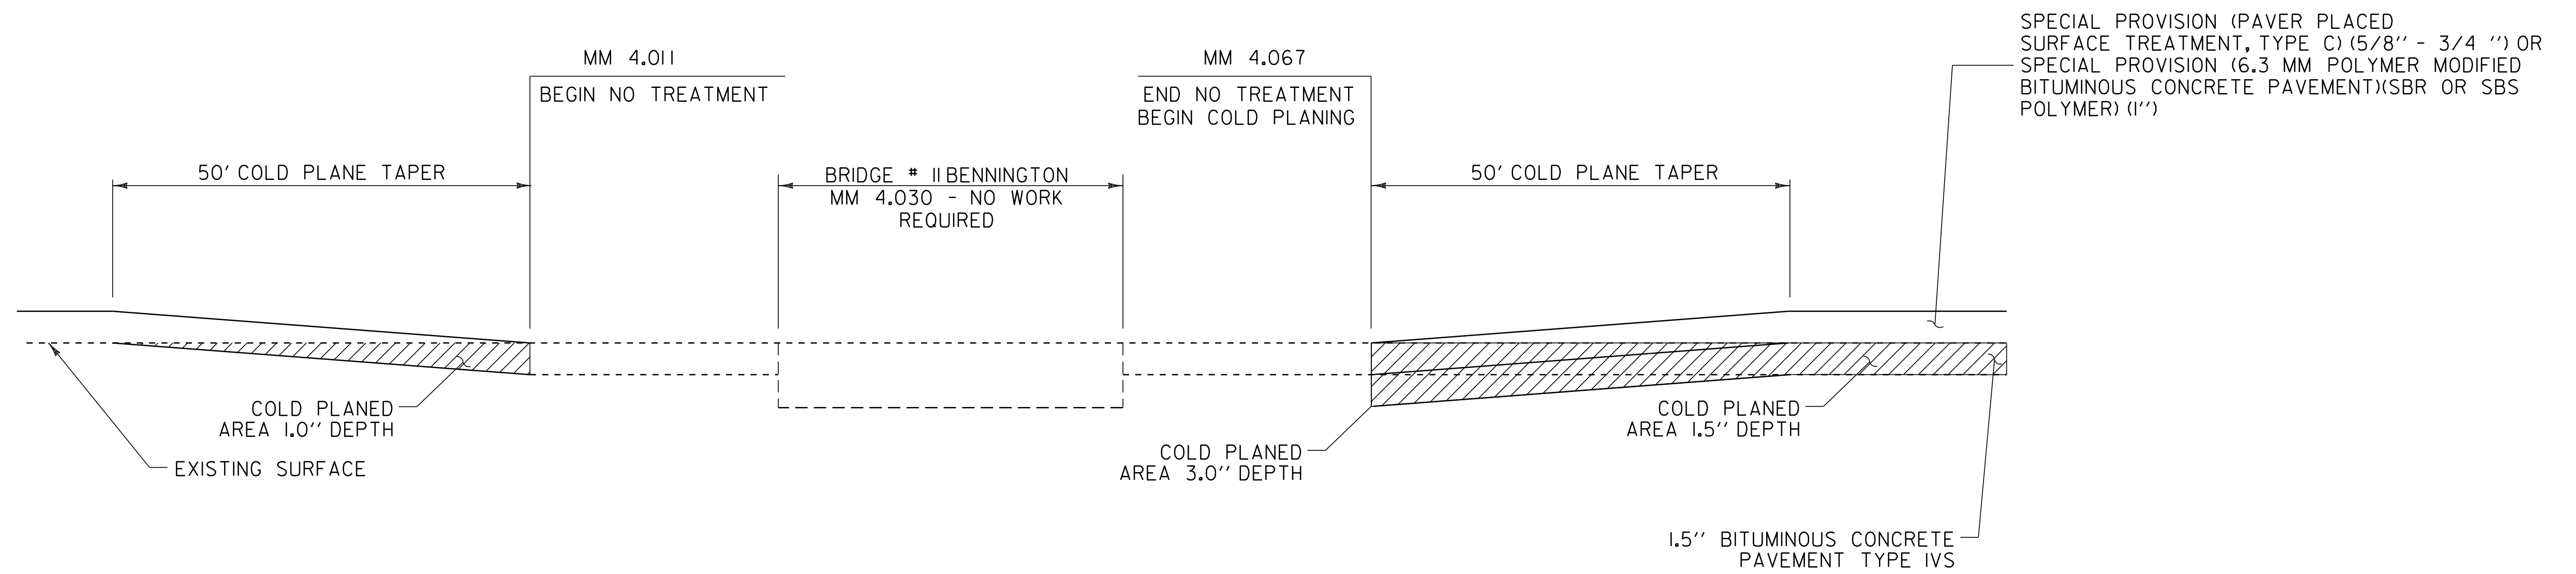 SPECIAL PROVISION (PAVER PLACED
SURFACE TREATMENT, TYPE C) (5/8'' - 3/4 '') OR
SPECIAL PROVISION (6.3 MM POLYMER MODIFIED
BITUMINOUS CONCRETE PAVEMENT)(SBR OR SBS
POLYMER) (1'')
MM 4.011
BEGIN NO TREATMENT
MM 4.067
END NO TREATMENT
BEGIN COLD PLANING
50' COLD PLANE TAPER
BRIDGE # 11 BENNINGTON
MM 4.030 - NO WORK
REQUIRED
50' COLD PLANE TAPER
COLD PLANED
AREA 1.0'' DEPTH
EXISTING SURFACE
COLD PLANED
AREA 3.0'' DEPTH
COLD PLANED
AREA 1.5'' DEPTH
1.5'' BITUMINOUS CONCRETE
PAVEMENT TYPE IVS